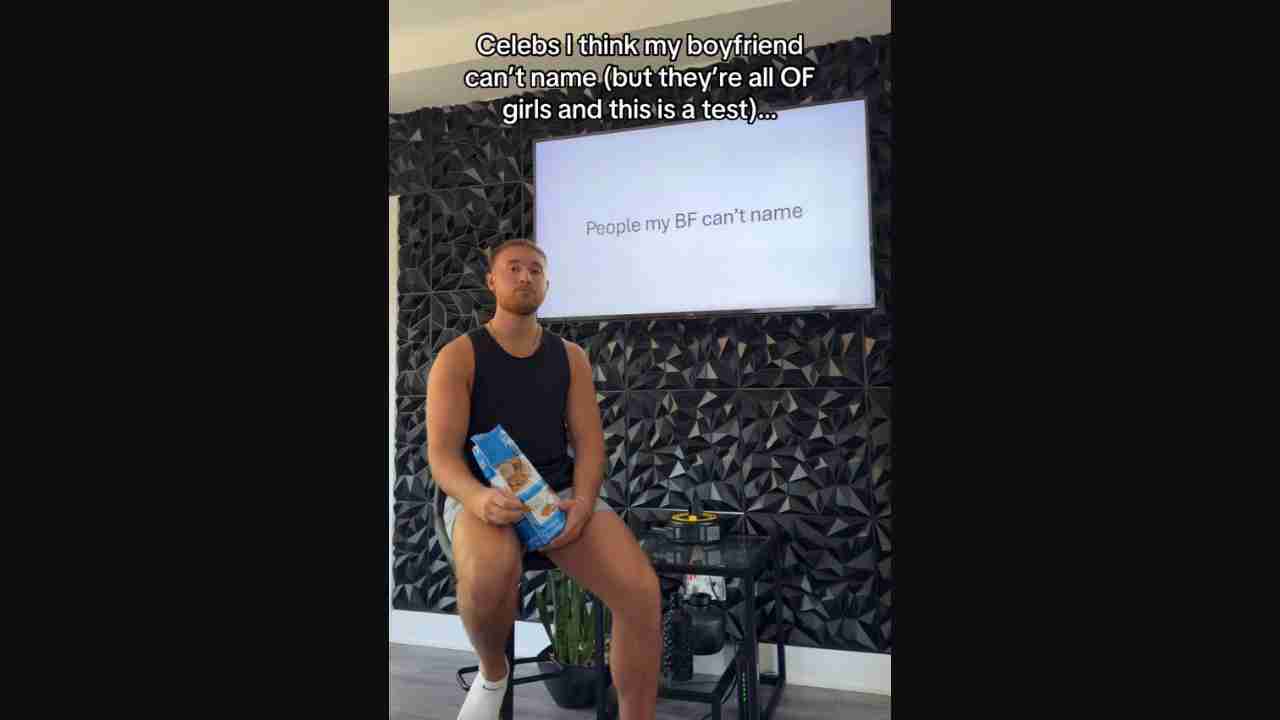 Celebs I think my boyfriend
can't name (but they're all OF
girls and this is a test)...
People my BF can't name